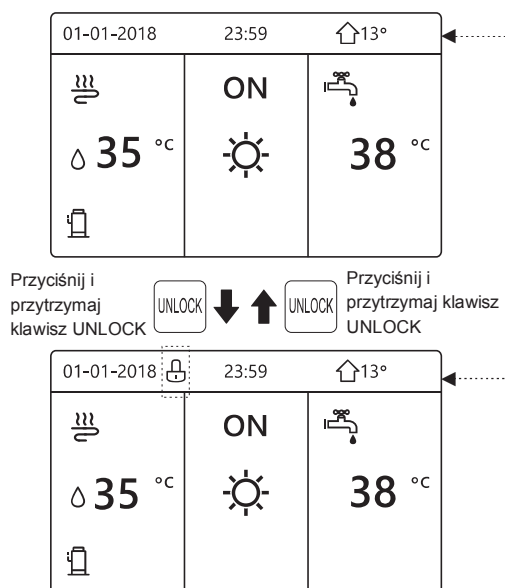 01-01-2018 23:59 13°
ON
35 °C 38 °C
Przyciśnij i
przytrzymaj
klawisz UNLOCK
UNLOCK UNLOCK
Przyciśnij i
przytrzymaj klawisz
UNLOCK
01-01-2018 23:59 13°
ON
35 °C 38 °C